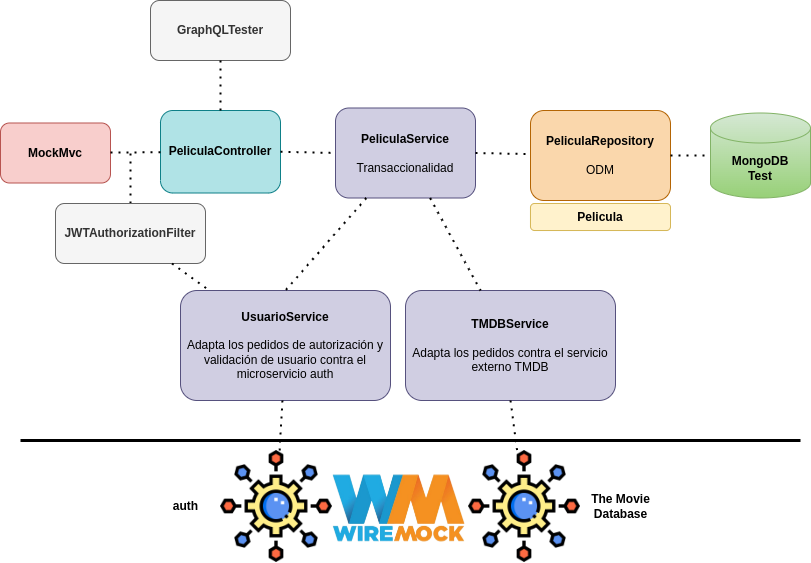 GraphQLTester
MockMvc
PeliculaController
PeliculaService
Transaccionalidad
PeliculaRepository
ODM
Pelicula
MongoDB
Test
JWTAuthorizationFilter
UsuarioService
Adapta los pedidos de autorización y
validación de usuario contra el
microservicio auth
TMDBService
Adapta los pedidos contra el servicio
externo TMDB
auth
WM
WIREMOCK
The Movie
Database